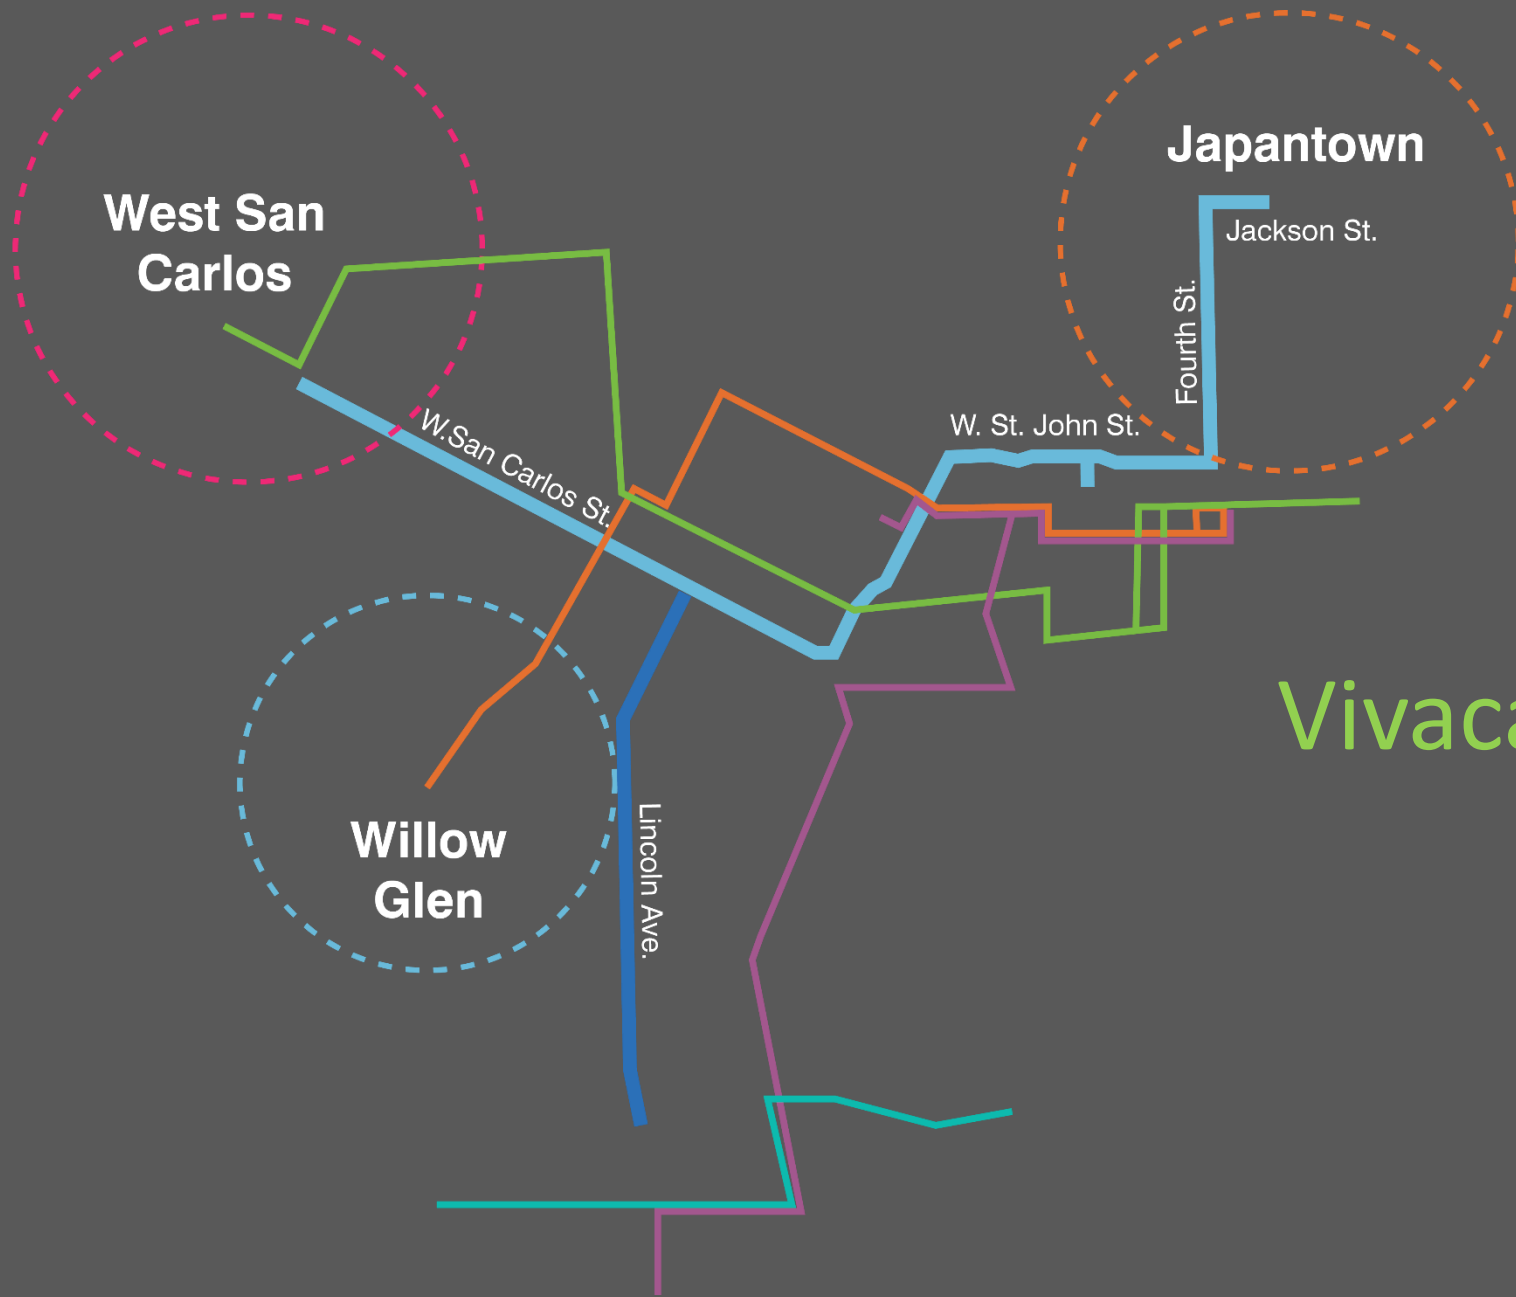 West San
Carlos
Japantown
Jackson St.
Fourth St.
W. St. John St.
W.San Carlos St.
Willow
Glen
Lincoln Ave.